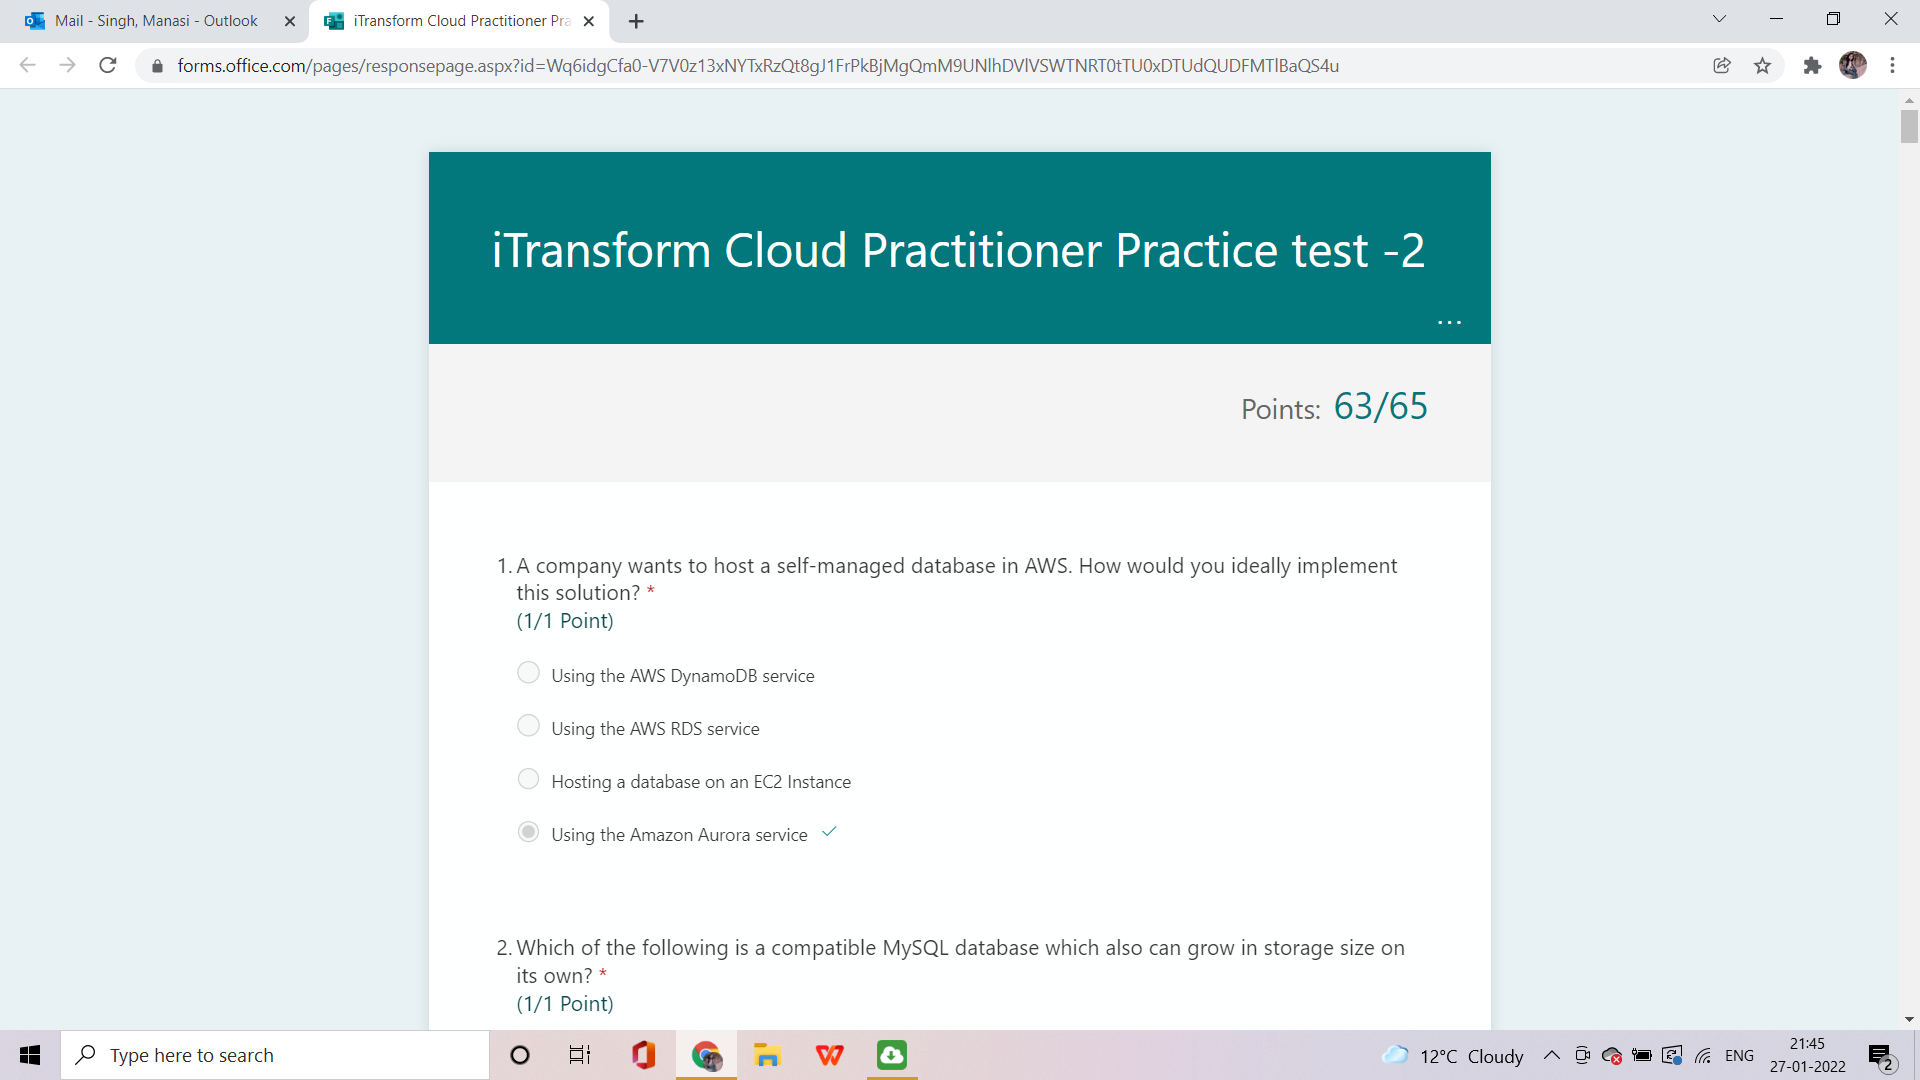 Mail - Singh, Manasi - Outlook
iTransform Cloud Practitioner Pra
forms.office.com/pages/responsepage.aspx?id=Wq6idgCfa0-V7V0z13xNYTxRzQt8gJ1FrPkBjMgQmM9UNlhDVlVSWTNRT0tTU0xDTUdQUDFMTlBaQS4u
iTransform Cloud Practitioner Practice test -2
...
Points: 63/65
1. A company wants to host a self-managed database in AWS. How would you ideally implement
this solution? *
(1/1 Point)
Using the AWS DynamoDB service
Using the AWS RDS service
Hosting a database on an EC2 Instance
Using the Amazon Aurora service
2. Which of the following is a compatible MySQL database which also can grow in storage size on
its own? *
(1/1 Point)
Type here to search
12°C Cloudy
ENG
21:45
27-01-2022
2